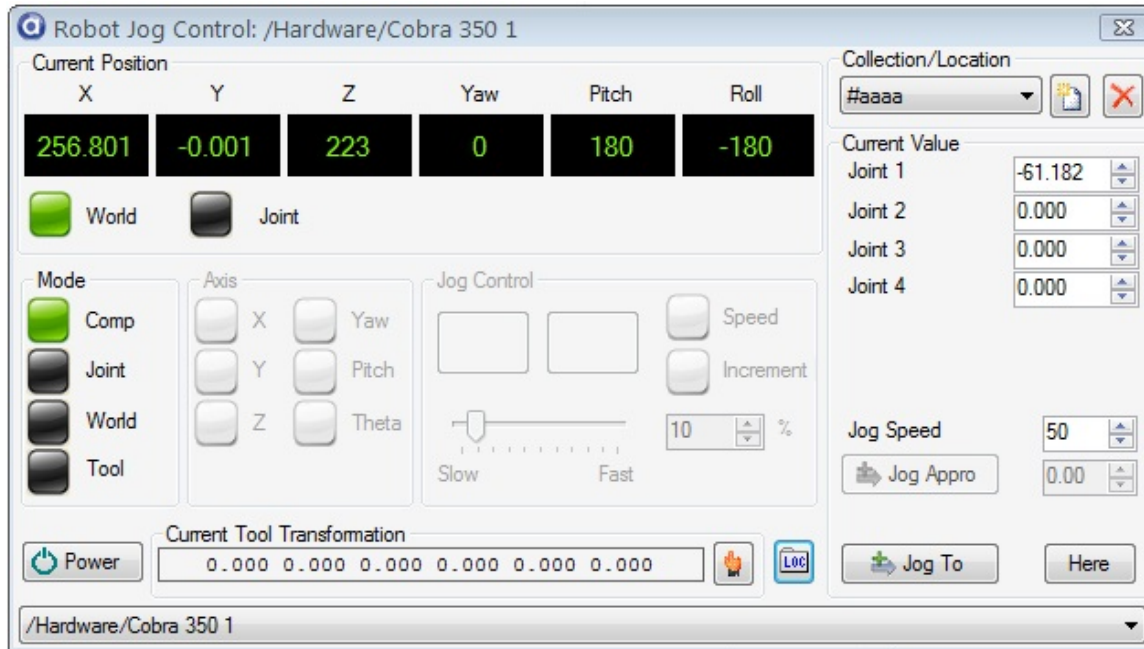 Robot Jog Control: /Hardware/Cobra 350 1
Current Position
X Y Z Yaw Pitch Roll
256.801 -0.001 223 0 180 -180
World Joint
Collection/Location
#aaaa
Current Value
Joint 1 -61.182
Joint 2 0.000
Joint 3 0.000
Joint 4 0.000
Mode
Comp
Joint
World
Tool
Axis
X Yaw
Y Pitch
Z Theta
Jog Control
Speed
Increment
10 %
Slow Fast
Jog Speed 50
Jog Appro 0.00
Power
Current Tool Transformation
0.000 0.000 0.000 0.000 0.000 0.000
LOC
Jog To Here
/Hardware/Cobra 350 1